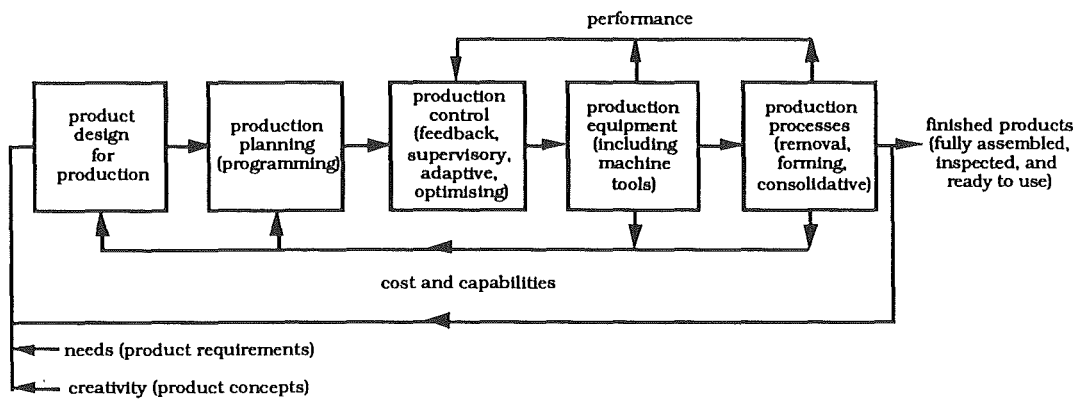 performance
product
design
for
production
production
planning
(programming)
production
control
(feedback,
supervisory,
adaptive,
optimising)
production
equipment
(including
machine
tools)
production
processes
(removal,
forming,
consolidative)
finished products
(fully assembled,
inspected, and
ready to use)
cost and capabilities
needs (product requirements)
creativity (product concepts)